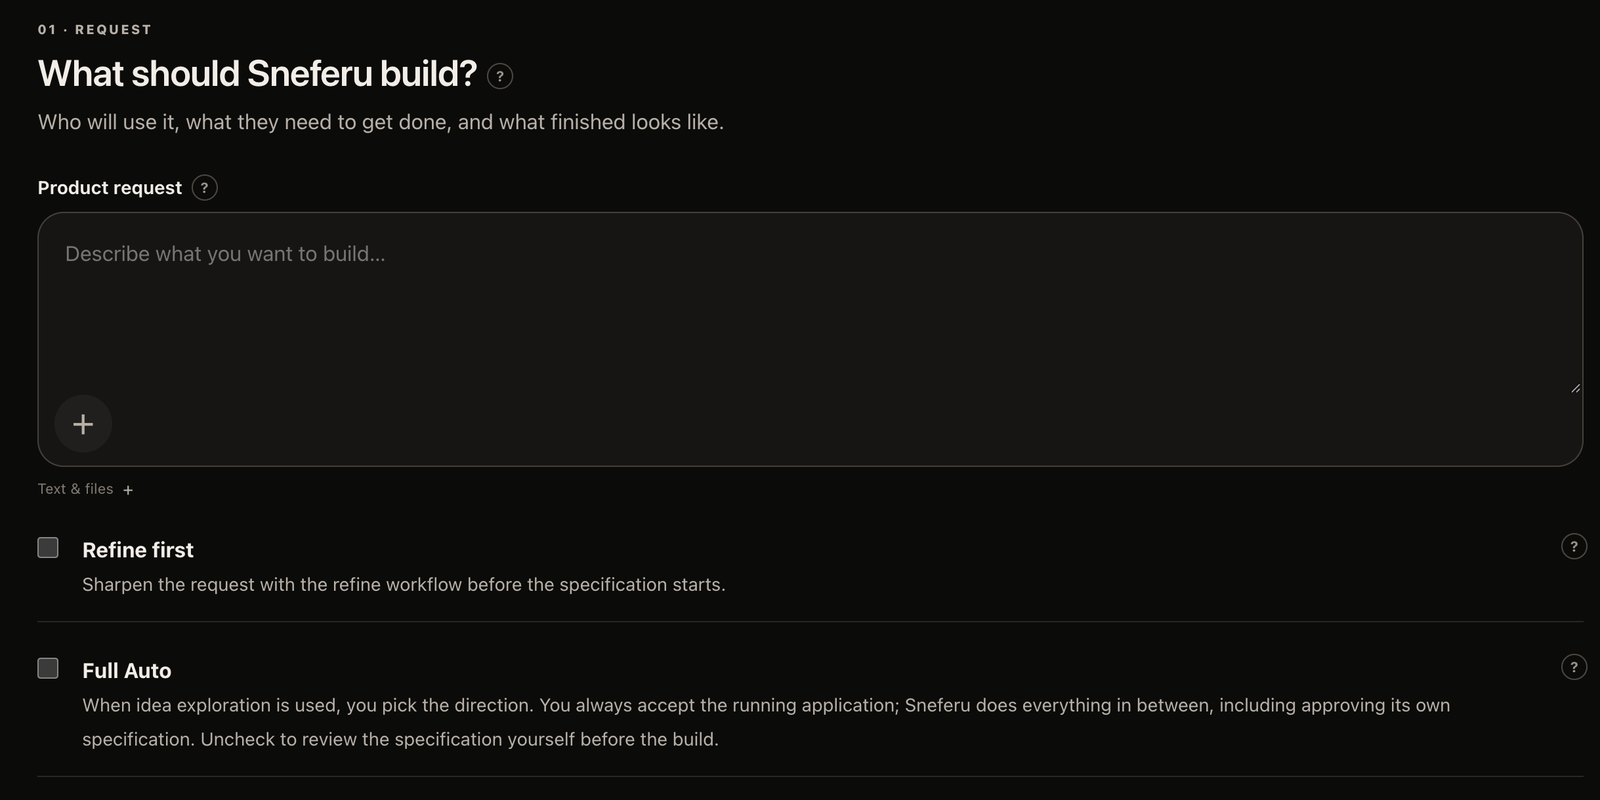 01 · REQUEST
What should Sneferu build? ?
Who will use it, what they need to get done, and what finished looks like.
Product request ?
Describe what you want to build...
+
Text & files +
Refine first ?
Sharpen the request with the refine workflow before the specification starts.
Full Auto ?
When idea exploration is used, you pick the direction. You always accept the running application; Sneferu does everything in between, including approving its own
specification. Uncheck to review the specification yourself before the build.